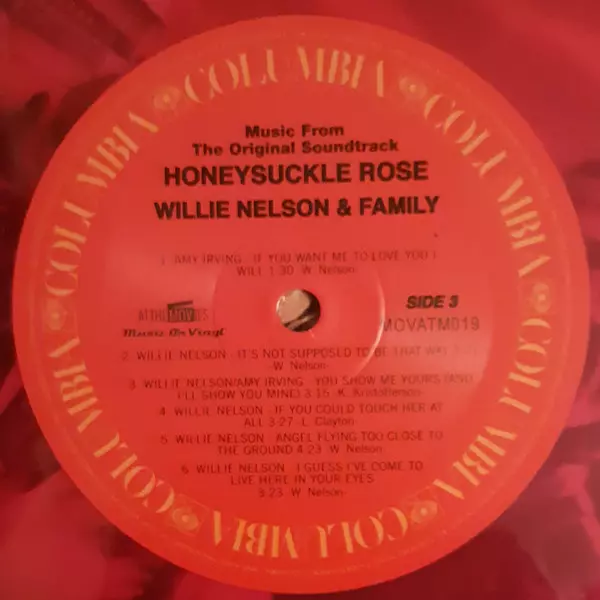 COLUMBIA COLUMBIA COLUMBIA COLUMBIA COLUMBIA COLUMBIA COLUMBIA COLUMBIA
Music From
The Original Soundtrack
HONEYSUCKLE ROSE
WILLIE NELSON & FAMILY
1. AMY IRVING - IF YOU WANT ME TO LOVE YOU I
WILL 1:30 -W. Nelson-
AT THE MOVIES
Music On Vinyl
SIDE 3
MOVATM019
2. WILLIE NELSON - IT'S NOT SUPPOSED TO BE THAT WAY
-W. Nelson-
3. WILLIE NELSON/AMY IRVING - YOU SHOW ME YOURS (AND
I'LL SHOW YOU MINE) 3:15 -K. Kristofferson-
4. WILLIE NELSON - IF YOU COULD TOUCH HER AT
ALL 3:27 -L. Clayton-
5. WILLIE NELSON - ANGEL FLYING TOO CLOSE TO
THE GROUND 4:23 -W. Nelson-
6. WILLIE NELSON - I GUESS I'VE COME TO
LIVE HERE IN YOUR EYES
3:23 -W. Nelson-